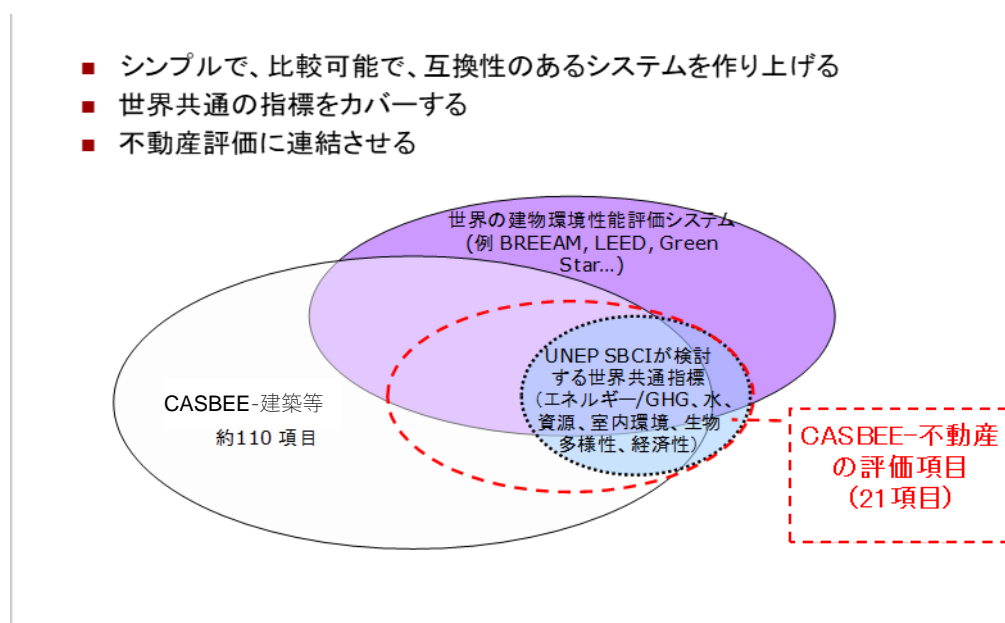 ■ シンプルで、比較可能で、互換性のあるシステムを作り上げる
■ 世界共通の指標をカバーする
■ 不動産評価に連結させる
世界の建物環境性能評価システム
(例 BREEAM, LEED, Green
Star...)
UNEP SBCIが検討
する世界共通指標
(エネルギー/GHG、水、
資源、室内環境、生物
多様性、経済性)
CASBEE-建築等
約110 項目
CASBEE-不動産
の評価項目
(21項目)